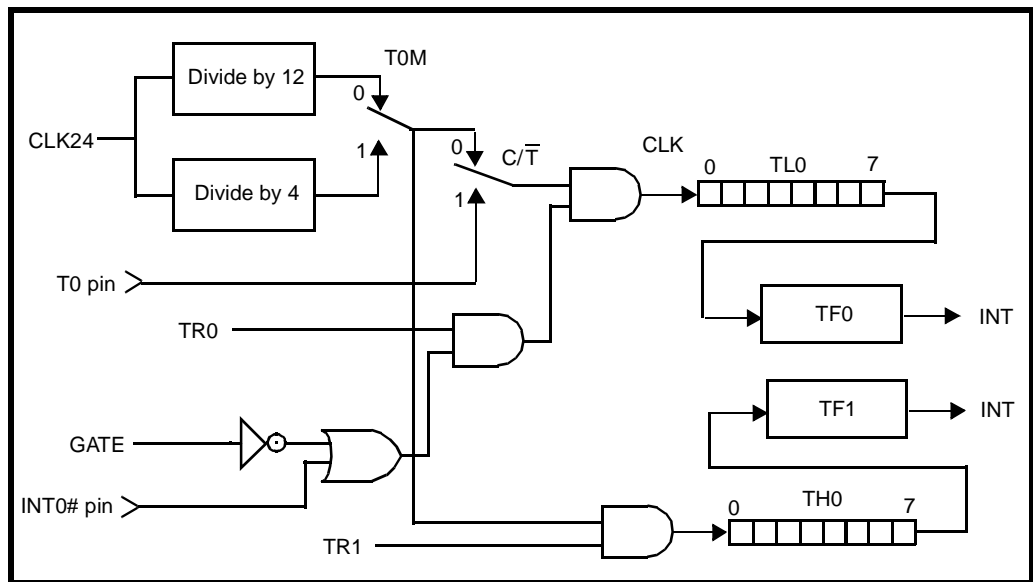 T0M
Divide by 12
0
CLK24
1
0
C/T̅
CLK
0 TL0 7
Divide by 4
1
T0 pin
TR0
TF0
INT
TF1
INT
GATE
INT0# pin
0 TH0 7
TR1